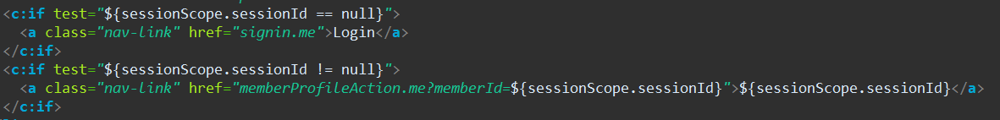 <c:if test="${sessionScope.sessionId == null}">
<a class="nav-link" href="signin.me">Login</a>
</c:if>
<c:if test="${sessionScope.sessionId != null}">
<a class="nav-link" href="memberProfileAction.me?memberId=${sessionScope.sessionId}">${sessionScope.sessionId}</a>
</c:if>